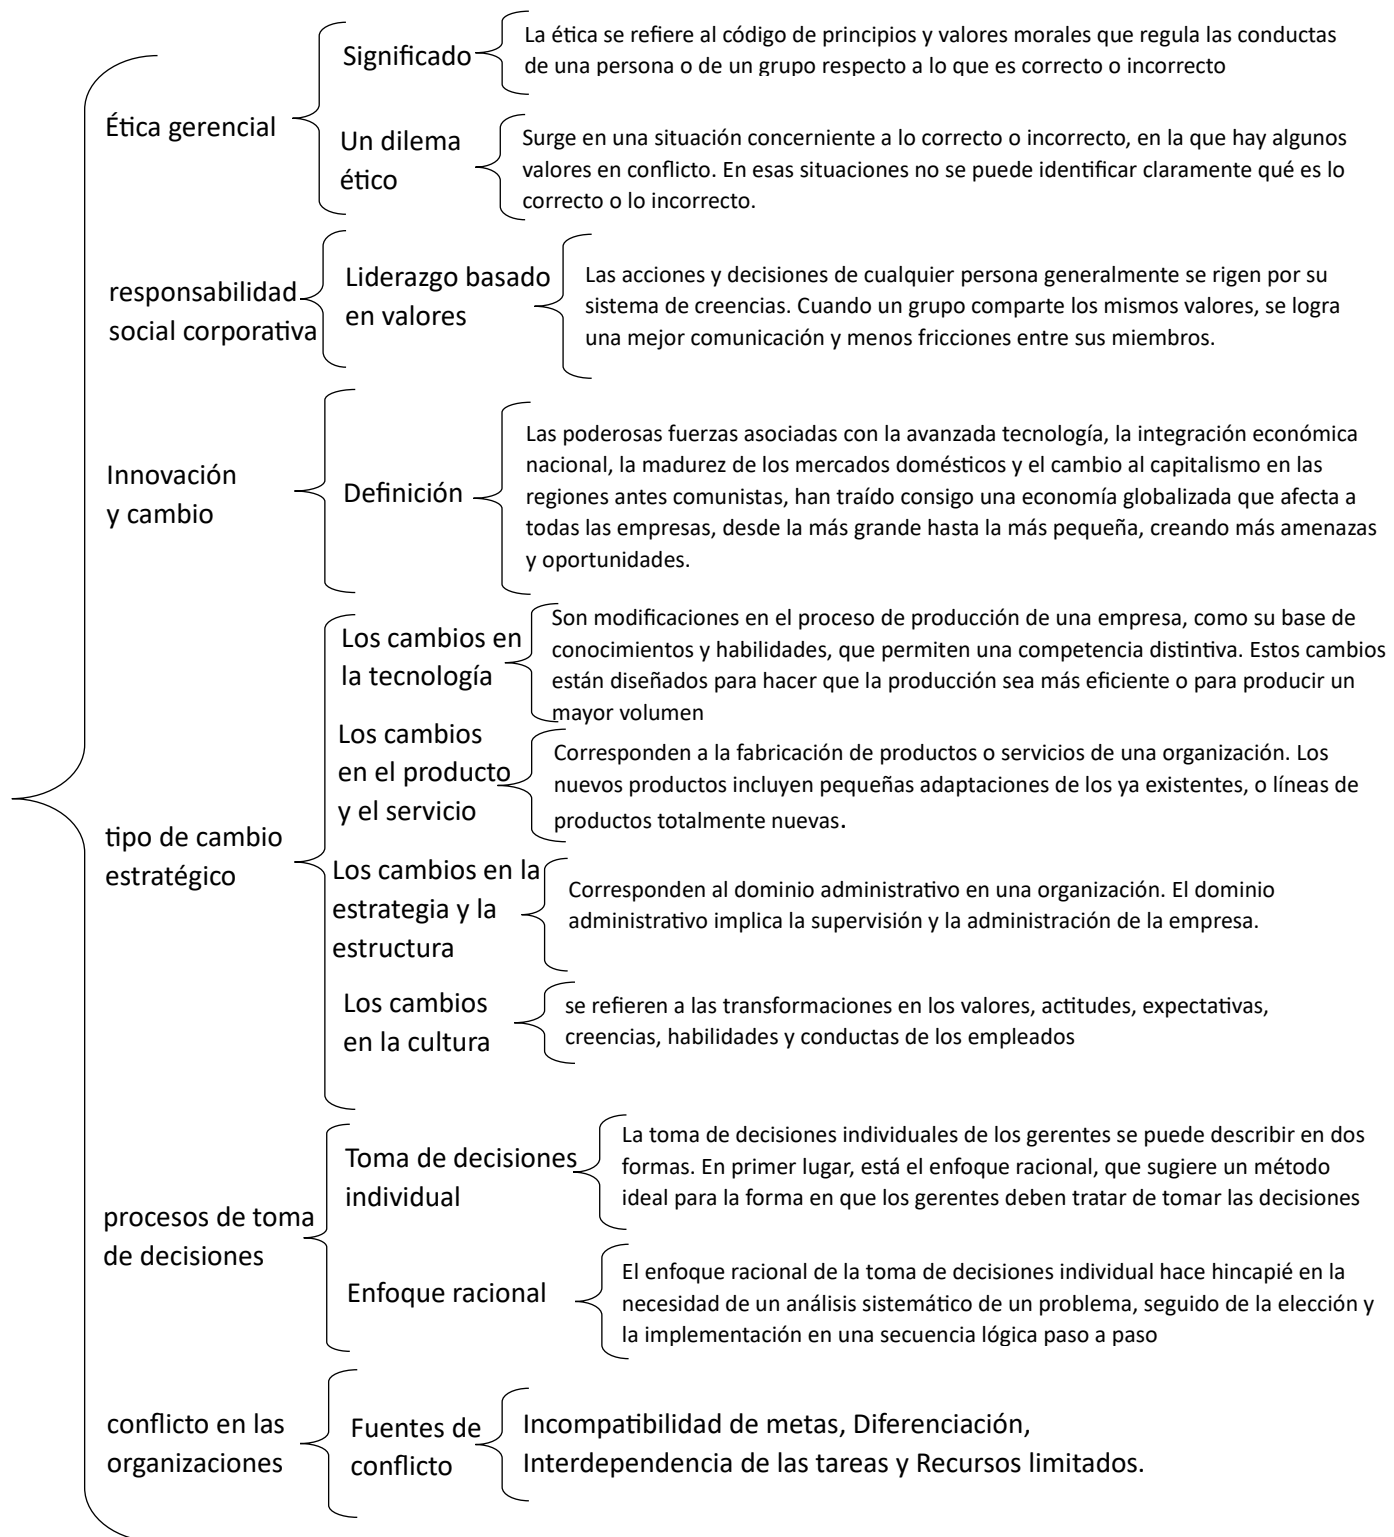 Ética gerencial
Significado
La ética se refiere al código de principios y valores morales que regula las conductas
de una persona o de un grupo respecto a lo que es correcto o incorrecto
Un dilema
ético
Surge en una situación concerniente a lo correcto o incorrecto, en la que hay algunos
valores en conflicto. En esas situaciones no se puede identificar claramente qué es lo
correcto o lo incorrecto.
responsabilidad
social corporativa
Liderazgo basado
en valores
Las acciones y decisiones de cualquier persona generalmente se rigen por su
sistema de creencias. Cuando un grupo comparte los mismos valores, se logra
una mejor comunicación y menos fricciones entre sus miembros.
Innovación
y cambio
Definición
Las poderosas fuerzas asociadas con la avanzada tecnología, la integración económica
nacional, la madurez de los mercados domésticos y el cambio al capitalismo en las
regiones antes comunistas, han traído consigo una economía globalizada que afecta a
todas las empresas, desde la más grande hasta la más pequeña, creando más amenazas
y oportunidades.
tipo de cambio
estratégico
Los cambios en
la tecnología
Son modificaciones en el proceso de producción de una empresa, como su base de
conocimientos y habilidades, que permiten una competencia distintiva. Estos cambios
están diseñados para hacer que la producción sea más eficiente o para producir un
mayor volumen
Los cambios
en el producto
y el servicio
Corresponden a la fabricación de productos o servicios de una organización. Los
nuevos productos incluyen pequeñas adaptaciones de los ya existentes, o líneas de
productos totalmente nuevas.
Los cambios en la
estrategia y la
estructura
Corresponden al dominio administrativo en una organización. El dominio
administrativo implica la supervisión y la administración de la empresa.
Los cambios
en la cultura
se refieren a las transformaciones en los valores, actitudes, expectativas,
creencias, habilidades y conductas de los empleados
procesos de toma
de decisiones
Toma de decisiones
individual
La toma de decisiones individuales de los gerentes se puede describir en dos
formas. En primer lugar, está el enfoque racional, que sugiere un método
ideal para la forma en que los gerentes deben tratar de tomar las decisiones
Enfoque racional
El enfoque racional de la toma de decisiones individual hace hincapié en la
necesidad de un análisis sistemático de un problema, seguido de la elección y
la implementación en una secuencia lógica paso a paso
conflicto en las
organizaciones
Fuentes de
conflicto
Incompatibilidad de metas, Diferenciación,
Interdependencia de las tareas y Recursos limitados.